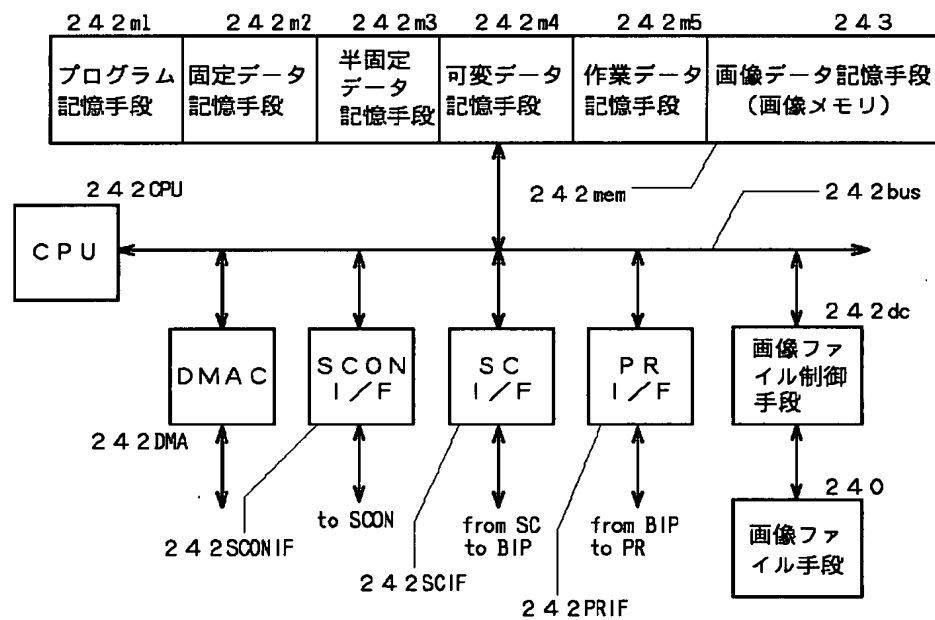 242m1 242m2 242m3 242m4 242m5 243
プログラム
記憶手段
固定データ
記憶手段
半固定
データ
記憶手段
可変データ
記憶手段
作業データ
記憶手段
画像データ記憶手段
(画像メモリ)
242CPU
242mem
242bus
CPU
242dc
DMAC
SCON
I/F
SC
I/F
PR
I/F
画像ファ
イル制御
手段
242DMA
240
to SCON
from SC
to BIP
from BIP
to PR
画像ファ
イル手段
242SCONIF
242SCIF
242PRIF